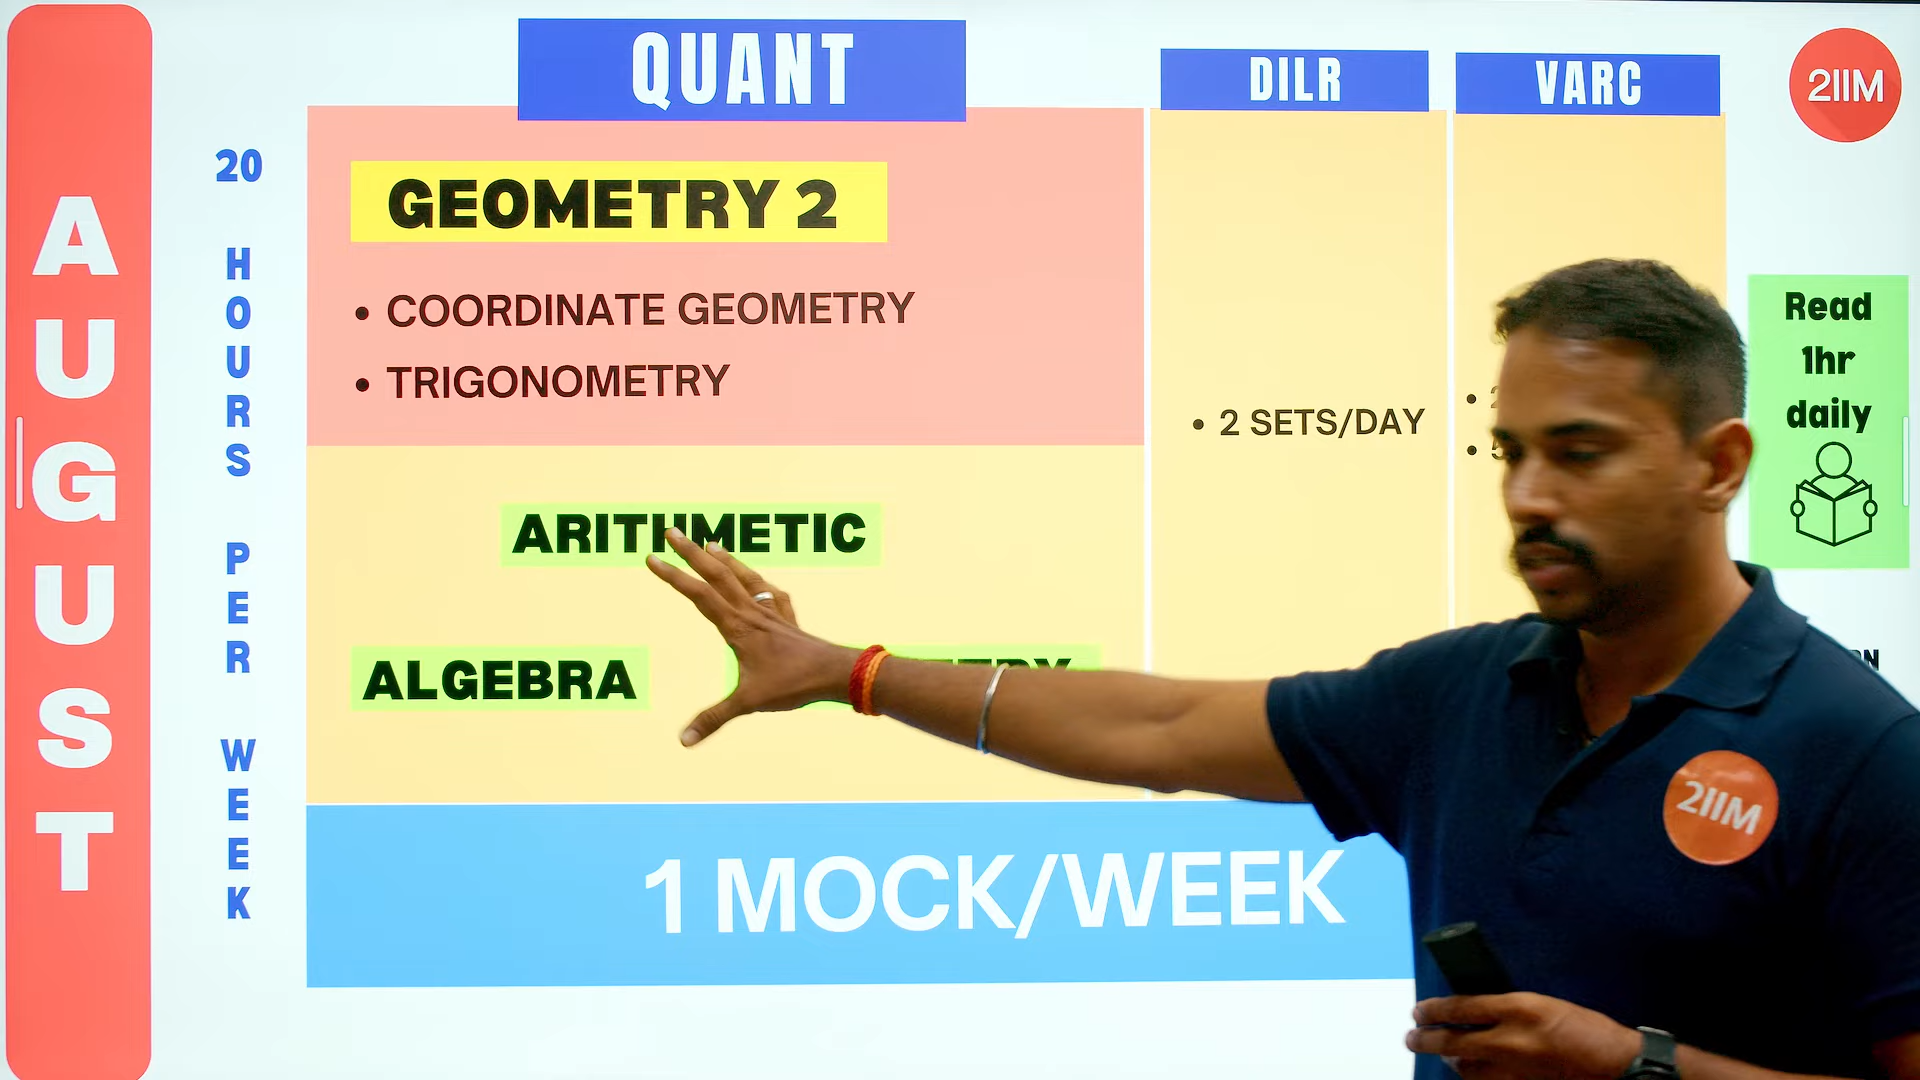 AUGUST
20 HOURS PER WEEK
QUANT
DILR
VARC
2IIM
GEOMETRY 2
• COORDINATE GEOMETRY
• TRIGONOMETRY
• 2 SETS/DAY
Read
1hr
daily
ARITHMETIC
ALGEBRA
1 MOCK/WEEK
2IIM